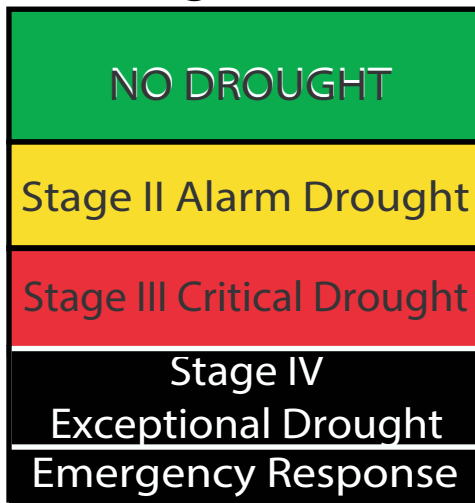 NO DROUGHT
Stage II Alarm Drought
Stage III Critical Drought
Stage IV
Exceptional Drought
Emergency Response